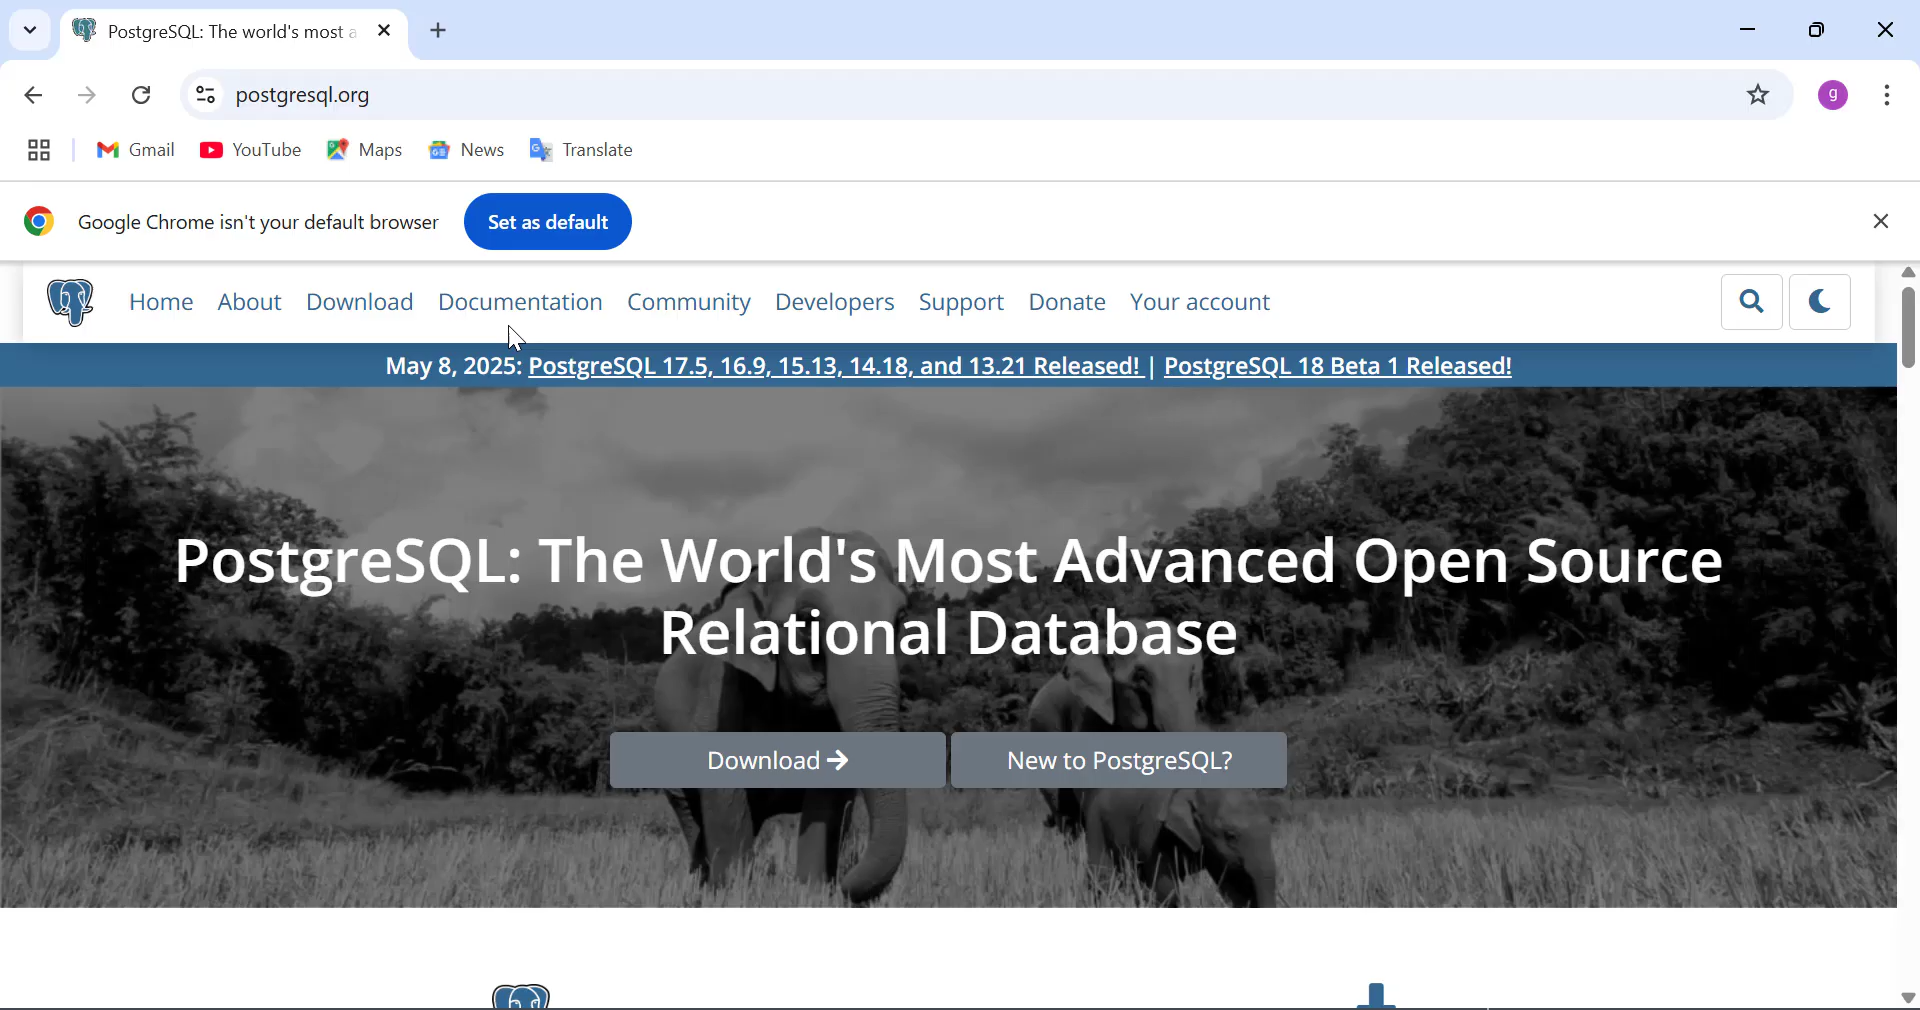 PostgreSQL: The world's most a
postgresql.org
g
Gmail YouTube Maps News Translate
Google Chrome isn't your default browser Set as default
Home About Download Documentation Community Developers Support Donate Your account
May 8, 2025: PostgreSQL 17.5, 16.9, 15.13, 14.18, and 13.21 Released! | PostgreSQL 18 Beta 1 Released!
PostgreSQL: The World's Most Advanced Open Source
Relational Database
Download → New to PostgreSQL?